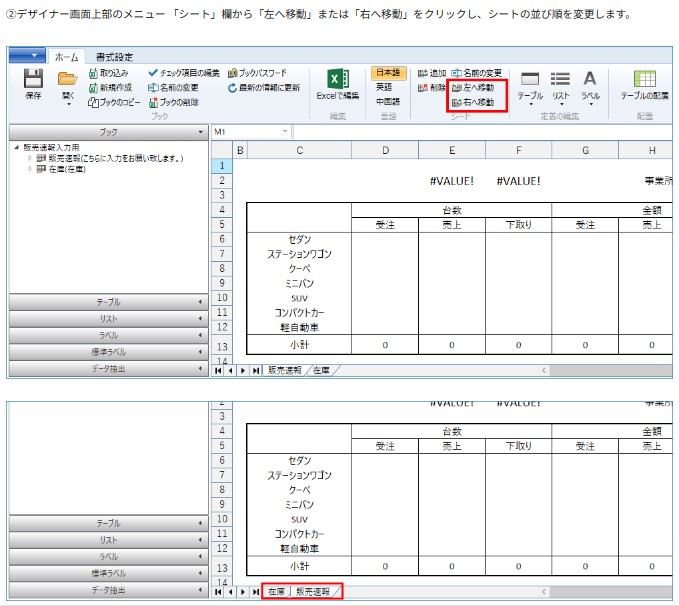 ②デザイナー画面上部のメニュー 「シート」欄から「左へ移動」または「右へ移動」をクリックし、シートの並び順を変更します。
ホーム 書式設定
取り込み チェック項目の編集 ブックパスワード 日本語 追加 名前の変更
新規作成 名前の変更 最新の情報に更新 英語 削除 左へ移動
保存 開く ブックのコピー ブックの削除 Excelで編集 中国語 右へ移動 テーブル リスト ラベル テーブルの配置
ブック 編集 言語 シート 定義の編集 配置
ブック M1
販売速報入力用
販売速報(こちらに入力をお願い致します。)
在庫(在庫)
B C D E F G H
1
2 #VALUE! #VALUE! 事業所
3
4 台数 金額
5 受注 売上 下取り 受注 売上
6 セダン
7 ステーションワゴン
8 クーペ
9 ミニバン
10 SUV
11 コンパクトカー
12 軽自動車
13 小計 0 0 0 0 0
14
テーブル
リスト
ラベル
標準ラベル
データ抽出
販売速報 在庫
2 #VALUE! #VALUE! 事業所
3
4 台数 金額
5 受注 売上 下取り 受注 売上
6 セダン
7 ステーションワゴン
8 クーペ
9 ミニバン
10 SUV
11 コンパクトカー
12 軽自動車
13 小計 0 0 0 0 0
14
テーブル
リスト
ラベル
標準ラベル
データ抽出
在庫 販売速報